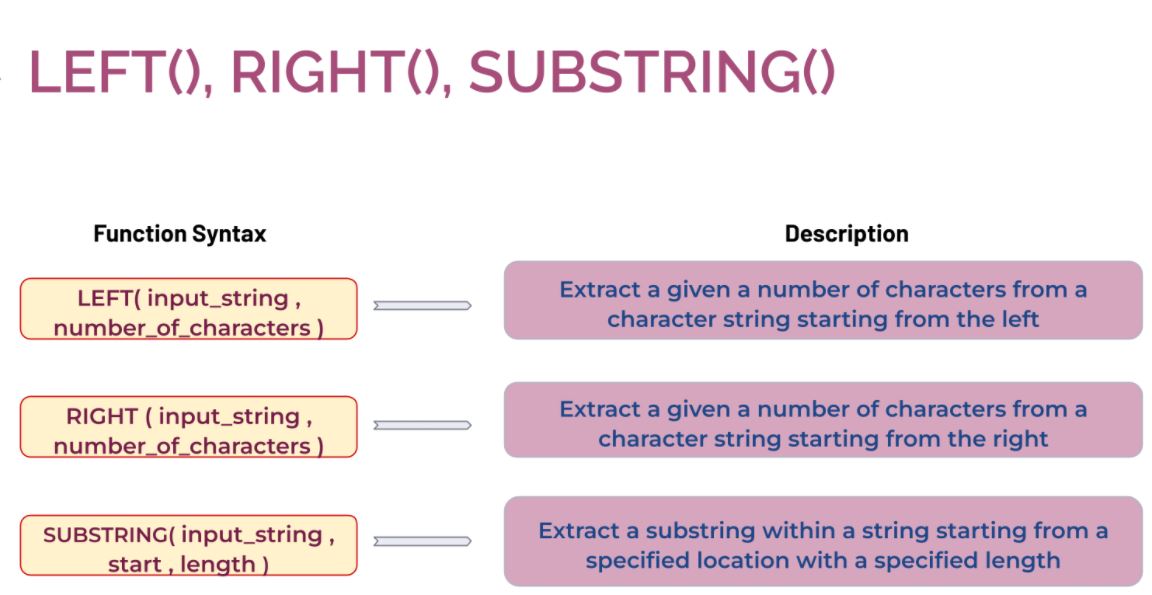 LEFT(), RIGHT(), SUBSTRING()
Function Syntax
Description
LEFT( input_string ,
number_of_characters )
Extract a given a number of characters from a
character string starting from the left
RIGHT ( input_string ,
number_of_characters )
Extract a given a number of characters from a
character string starting from the right
SUBSTRING( input_string ,
start , length )
Extract a substring within a string starting from a
specified location with a specified length